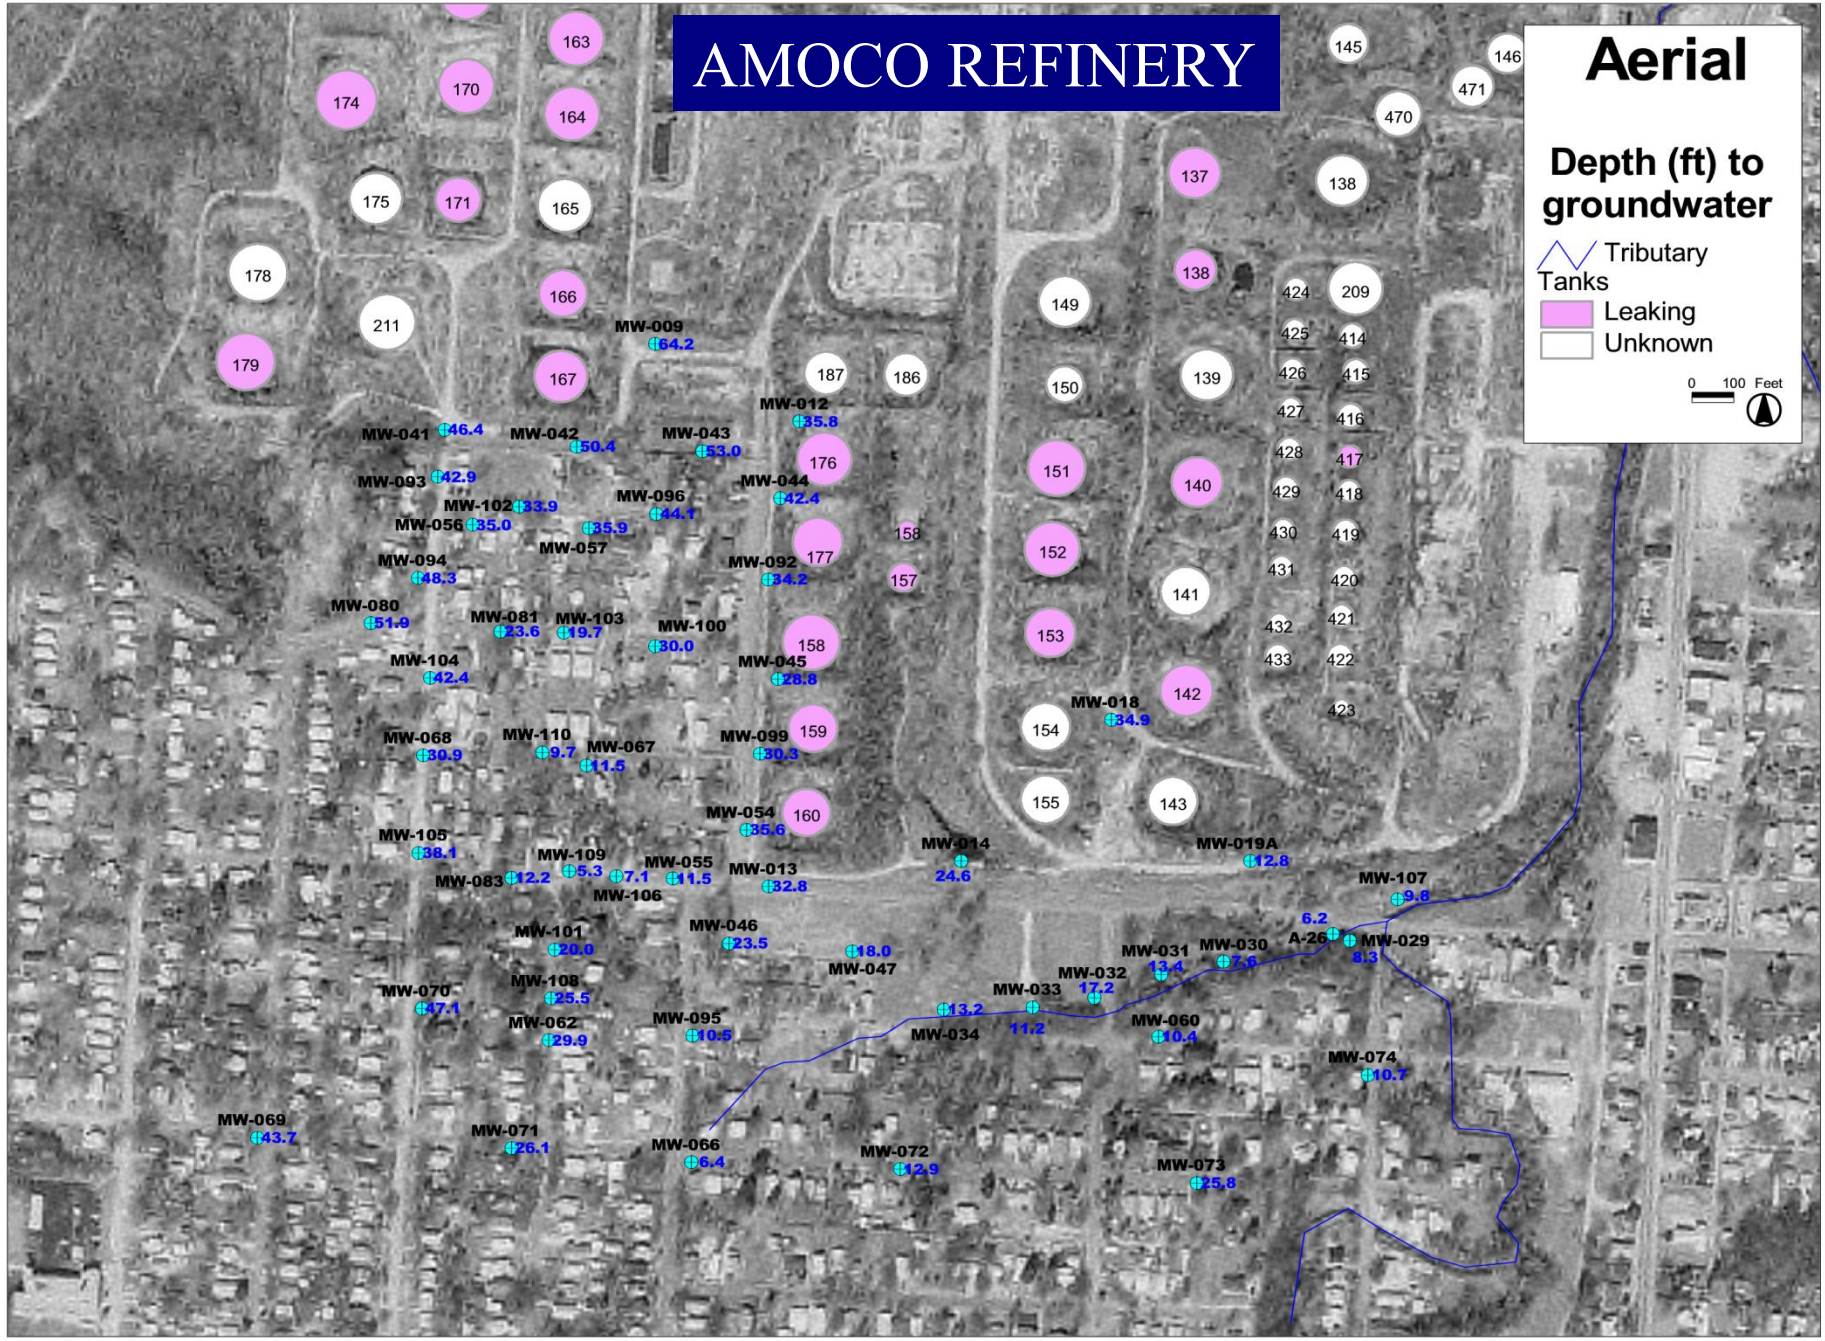 AMOCO REFINERY
Aerial
Depth (ft) to
groundwater
Tributary
Tanks
Leaking
Unknown
0 100 Feet
163
145
146
174
170
164
471
470
137
138
175
171
165
178
138
166
149
424
209
211
425
414
MW-009
64.2
179
167
187
186
150
139
426
415
MW-012
35.8
427
416
MW-041
46.4
MW-042
50.4
MW-043
53.0
176
428
417
151
MW-093
42.9
MW-044
42.4
140
429
418
MW-102
33.9
MW-096
44.1
MW-056
35.0
35.9
MW-057
158
430
419
177
152
MW-094
48.3
MW-092
34.2
157
431
420
141
MW-080
51.9
MW-081
23.6
MW-103
19.7
MW-100
30.0
158
153
432
421
MW-104
42.4
MW-045
28.8
433
422
142
MW-018
34.9
423
MW-068
30.9
MW-110
9.7
MW-067
11.5
MW-099
30.3
159
154
155
143
MW-054
35.6
160
MW-105
38.1
MW-014
24.6
MW-019A
12.8
MW-109
5.3
MW-083
12.2
7.1
MW-106
MW-055
11.5
MW-013
32.8
MW-107
9.8
6.2
A-26
MW-029
8.3
MW-101
20.0
MW-046
23.5
18.0
MW-047
MW-031
13.4
MW-030
7.6
MW-032
17.2
MW-108
25.5
MW-070
47.1
13.2
MW-034
MW-033
11.2
MW-062
29.9
MW-095
10.5
MW-060
10.4
MW-074
10.7
MW-069
43.7
MW-071
26.1
MW-066
6.4
MW-072
12.9
MW-073
25.8